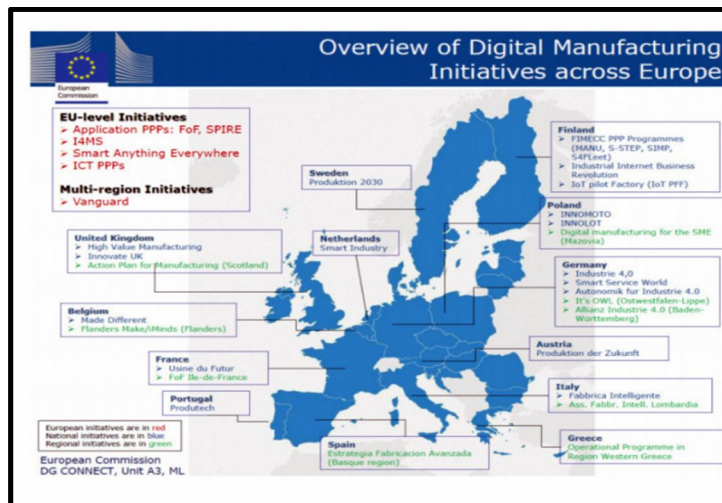 Overview of Digital Manufacturing
Initiatives across Europe
European
Commission
EU-level Initiatives
Application PPPs: FoF, SPIRE
I4MS
Smart Anything Everywhere
ICT PPPs
Multi-region Initiatives
Vanguard
Finland
FIMECC PPP Programmes
(MANU, S-STEP, SIMP,
S4FLeet)
Industrial Internet Business
Revolution
IoT pilot Factory (IoT PFF)
Sweden
Produktion 2030
Poland
INNOMOTO
INNOLOT
Digital manufacturing for the SME
(Mazovia)
United Kingdom
High Value Manufacturing
Innovate UK
Action Plan for Manufacturing (Scotland)
Netherlands
Smart Industry
Germany
Industrie 4,0
Smart Service World
Autonomik fur Industrie 4.0
It's OWL (Ostwestfalen-Lippe)
Allianz Industrie 4.0 (Baden-
Württemberg)
Belgium
Made Different
Flanders Make/iMinds (Flanders)
Austria
Produktion der Zukunft
France
Usine du Futur
FoF Ile-de-France
Italy
Fabbrica Intelligente
Ass. Fabbr. Intell. Lombardia
Portugal
Produtech
Spain
Estrategia Fabricacion Avanzada
(Basque region)
Greece
Operational Programme in
Region Western Greece
European initiatives are in red
National initiatives are in blue
Regional initiatives are in green
European Commission
DG CONNECT, Unit A3, ML